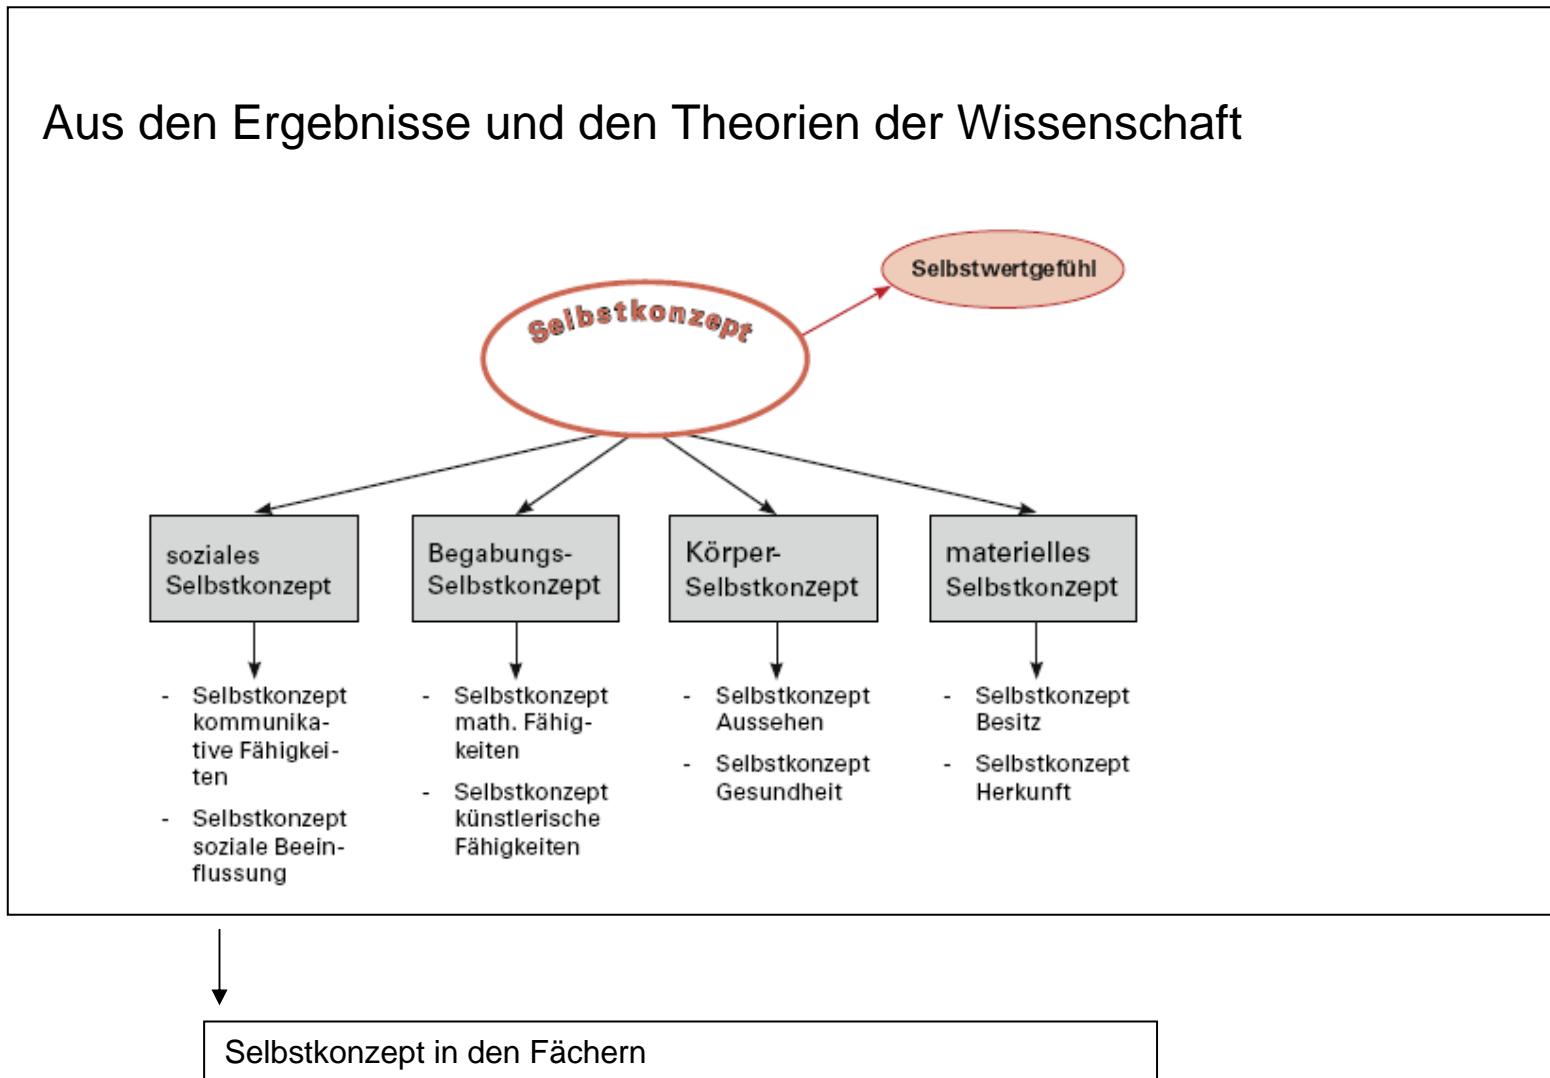 Aus den Ergebnisse und den Theorien der Wissenschaft
Selbstwertgefühl
Selbstkonzept
soziales
Selbstkonzept
Begabungs-
Selbstkonzept
Körper-
Selbstkonzept
materielles
Selbstkonzept
- Selbstkonzept
kommunika-
tive Fähigkei-
ten
- Selbstkonzept
soziale Beein-
flussung
- Selbstkonzept
math. Fähig-
keiten
- Selbstkonzept
künstlerische
Fähigkeiten
- Selbstkonzept
Aussehen
- Selbstkonzept
Gesundheit
- Selbstkonzept
Besitz
- Selbstkonzept
Herkunft
Selbstkonzept in den Fächern